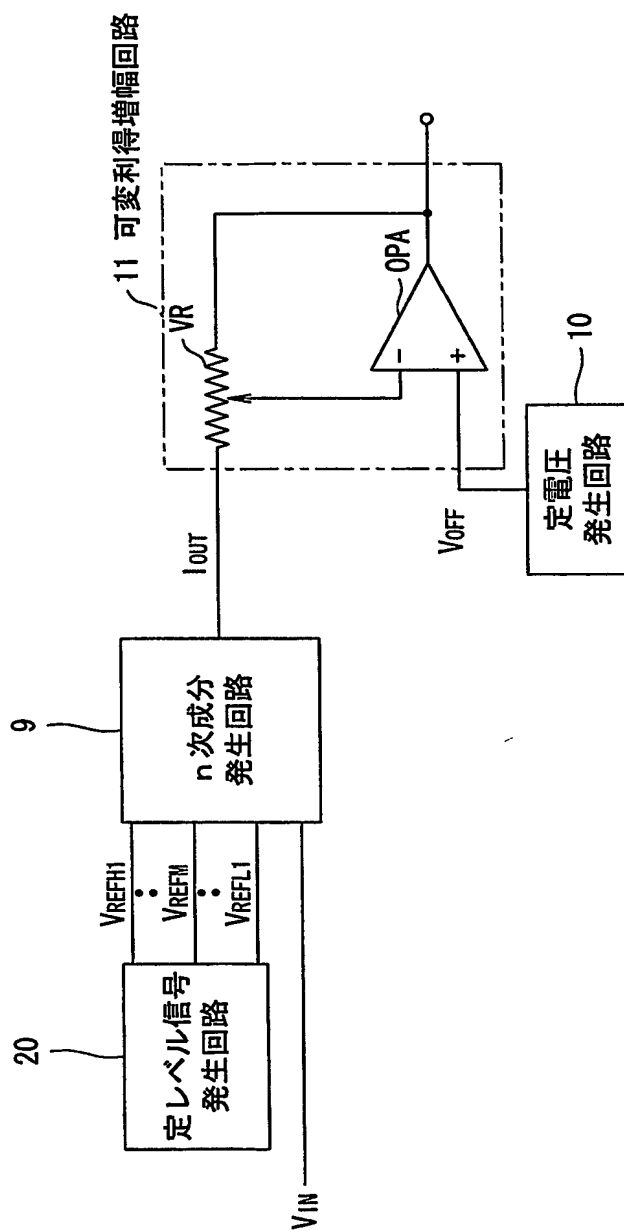 11 可変利得増幅回路
VR
OPA
-
+
10
定電圧
発生回路
VOFF
IOUT
9
n次成分
発生回路
VREFH1
VREFM
VREFL1
20
定レベル信号
発生回路
VIN